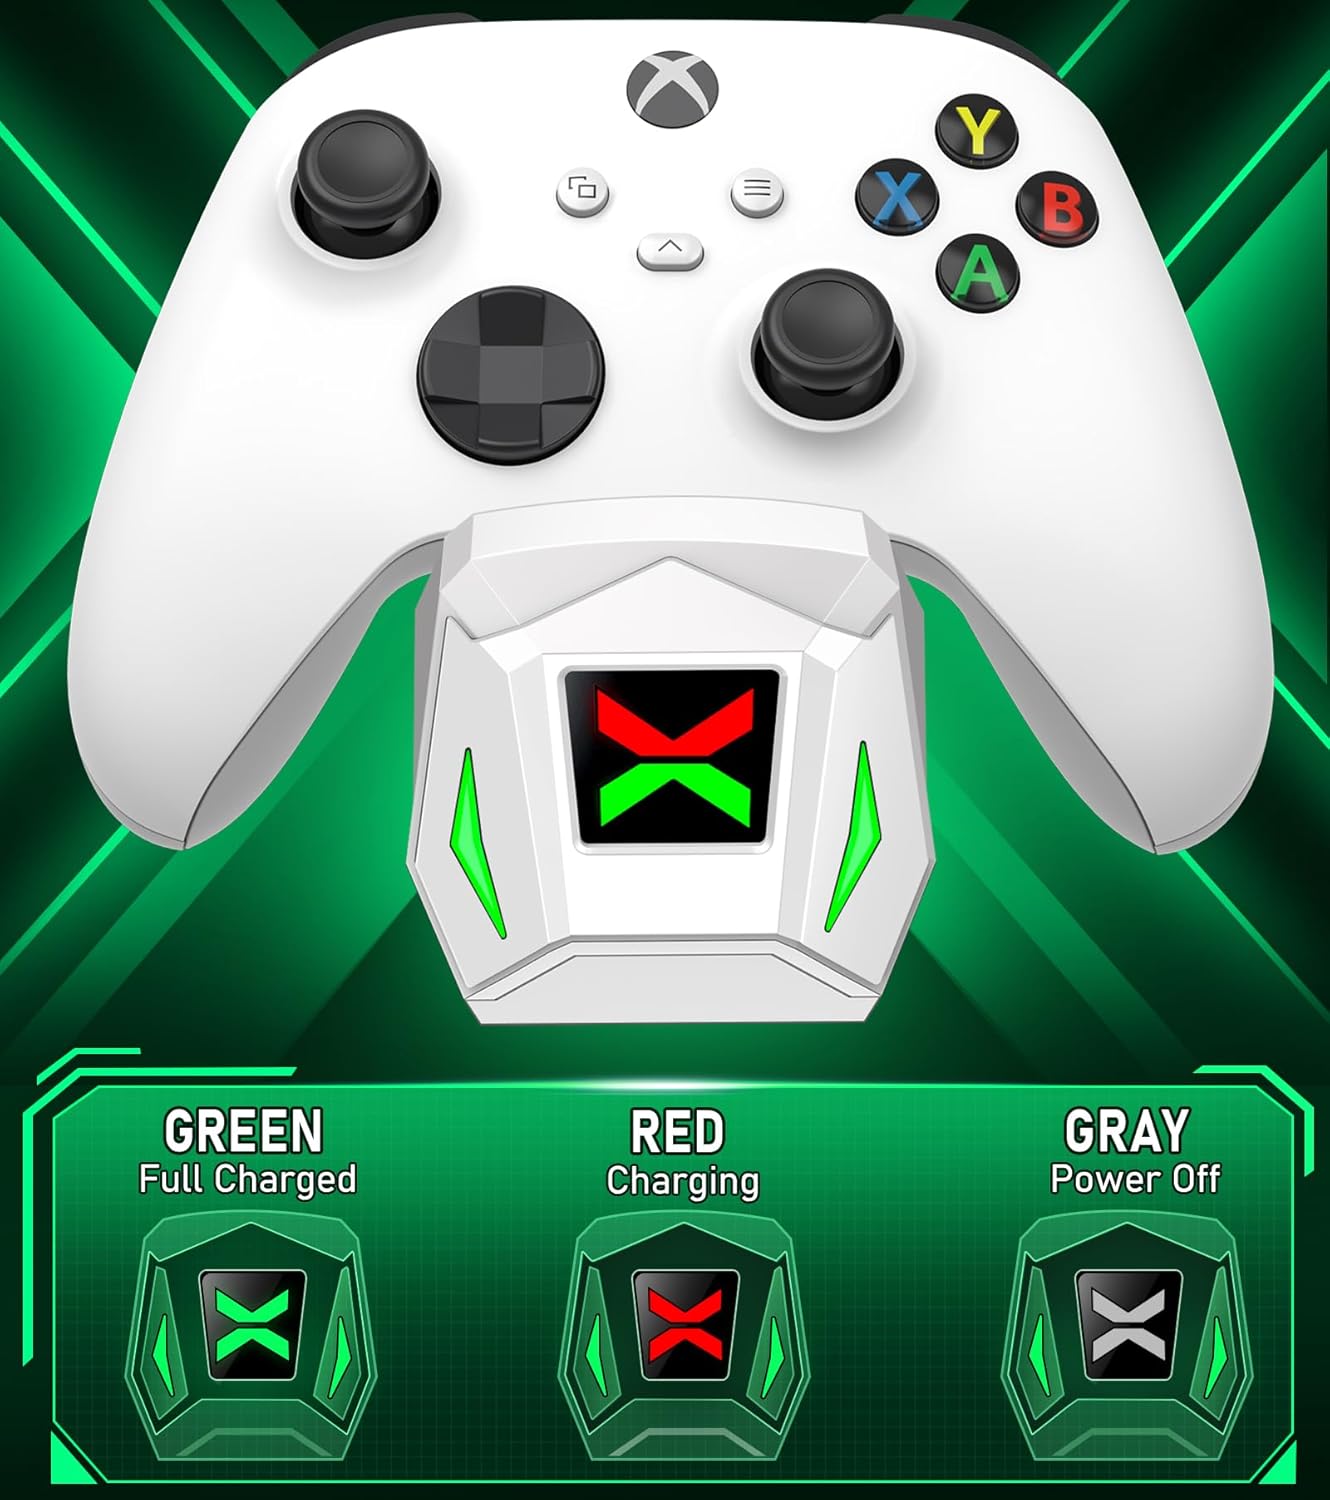 Y
X
B
A
GREEN
Full Charged
RED
Charging
GRAY
Power Off